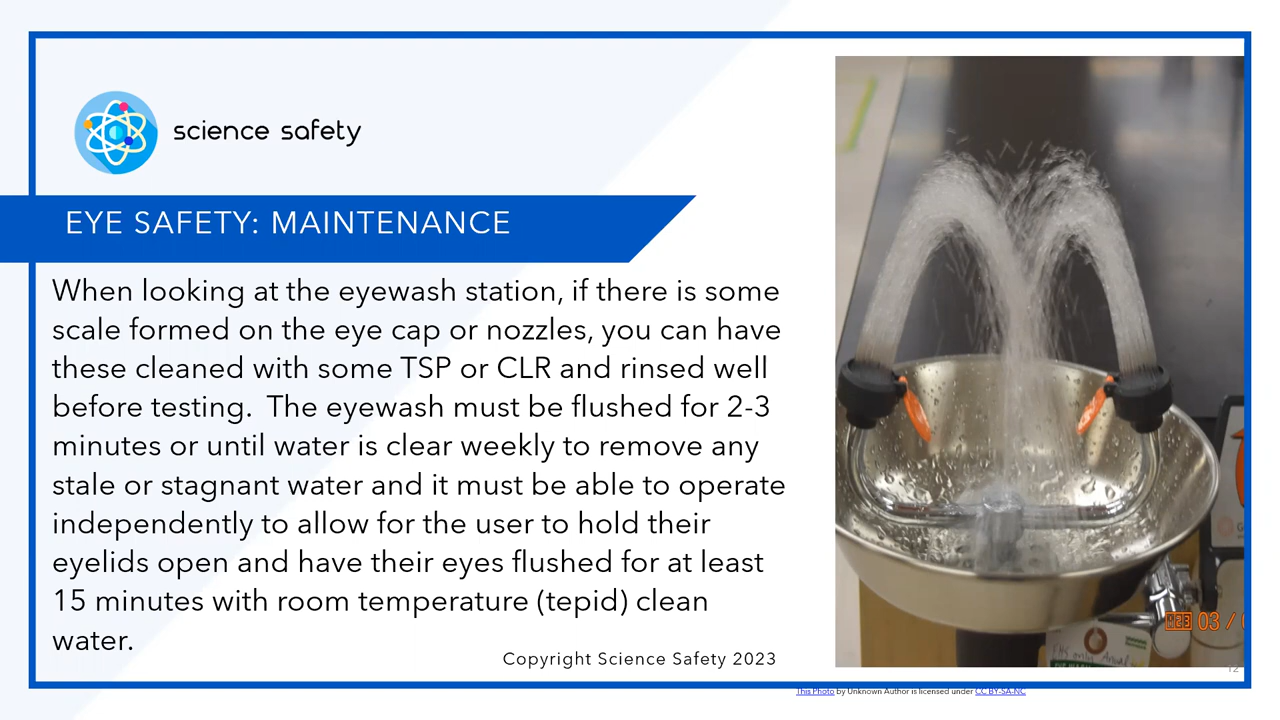 science safety
EYE SAFETY: MAINTENANCE
When looking at the eyewash station, if there is some
scale formed on the eye cap or nozzles, you can have
these cleaned with some TSP or CLR and rinsed well
before testing.  The eyewash must be flushed for 2-3
minutes or until water is clear weekly to remove any
stale or stagnant water and it must be able to operate
independently to allow for the user to hold their
eyelids open and have their eyes flushed for at least
15 minutes with room temperature (tepid) clean
water.
Copyright Science Safety 2023
03 /
12
This Photo by Unknown Author is licensed under CC BY-SA-NC